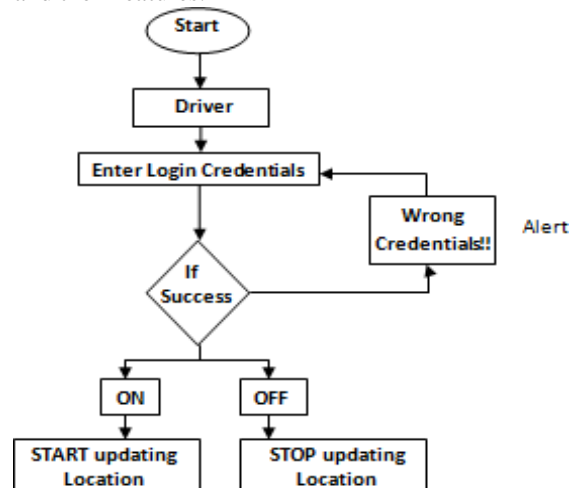 Start
Driver
Enter Login Credentials
Wrong
Credentials!!
Alert
If
Success
ON
OFF
START updating
Location
STOP updating
Location